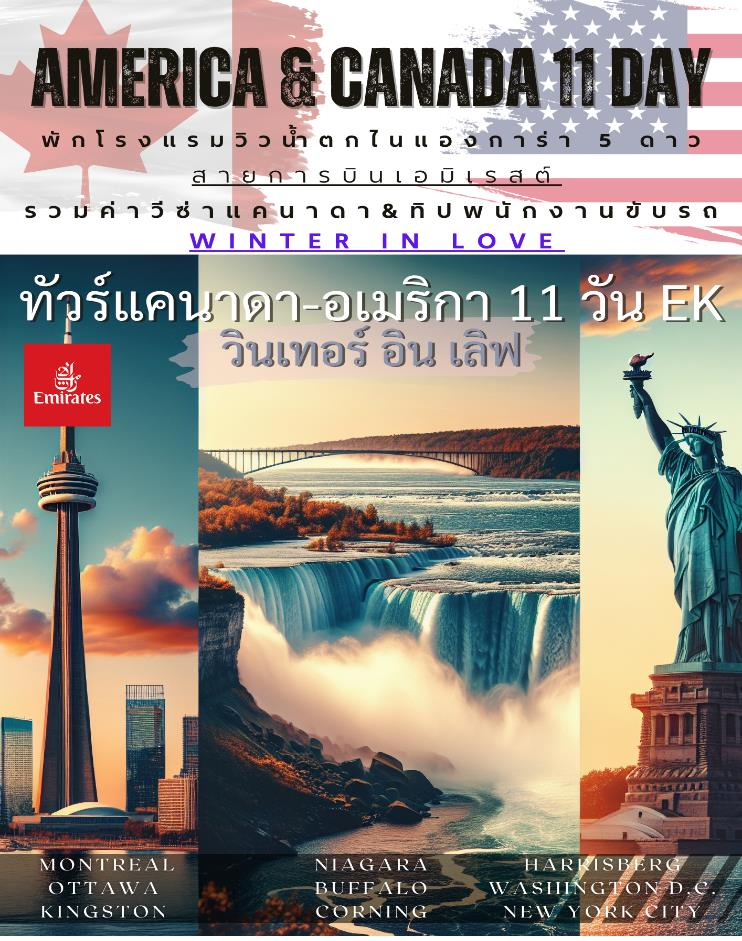 AMERICA & CANADA 11 DAY
พักโรงแรมวิวน้ำตกไนแองการ่า 5 ดาว
สายการบินเอมิเรสต์
รวมค่าวีซ่าแคนาดา&ทิปพนักงานขับรถ
WINTER IN LOVE
ทัวร์แคนาดา-อเมริกา 11 วัน EK
วินเทอร์ อิน เลิฟ
Emirates
MONTREAL
OTTAWA
KINGSTON
NIAGARA
BUFFALO
CORNING
HARRISBERG
WASHINGTON D.C.
NEW YORK CITY